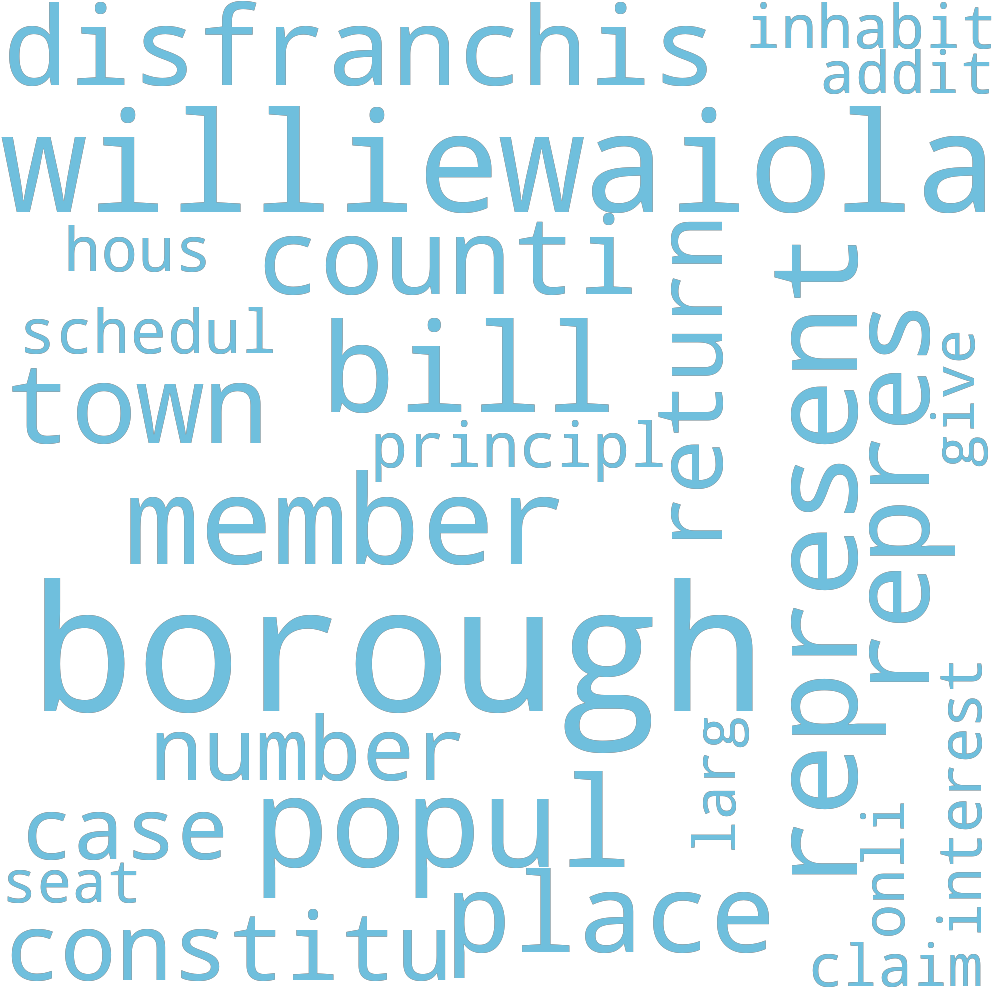 disfranchis
inhabit
addit
williewaiola
hous
counti
return
represent
repres
schedul
bill
give
town
principl
member
borough
number
larg
interest
case
popul
onli
seat
place
constitu
claim